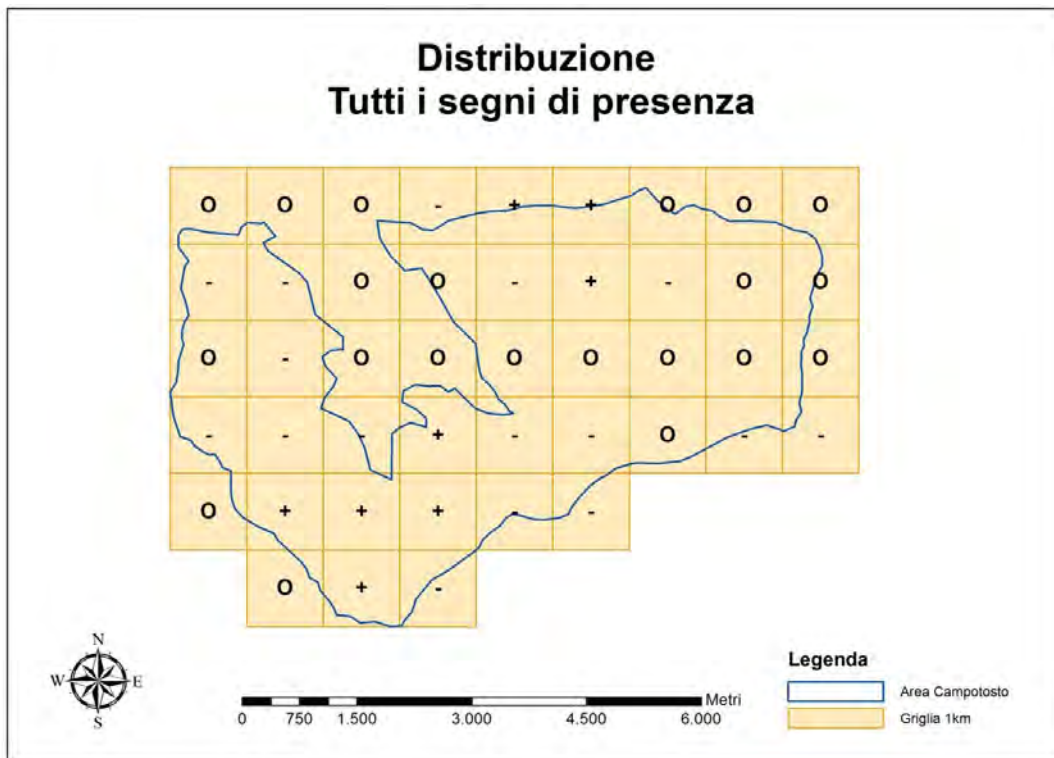 Distribuzione
Tutti i segni di presenza
O O O - + + O O O
- - O O - + - O O
O - O O O O O O O
- - - + - - O - -
O + + + - -
O + -
N
W E
S
Metri
0 750 1.500 3.000 4.500 6.000
Legenda
Area Campotosto
Griglia 1km